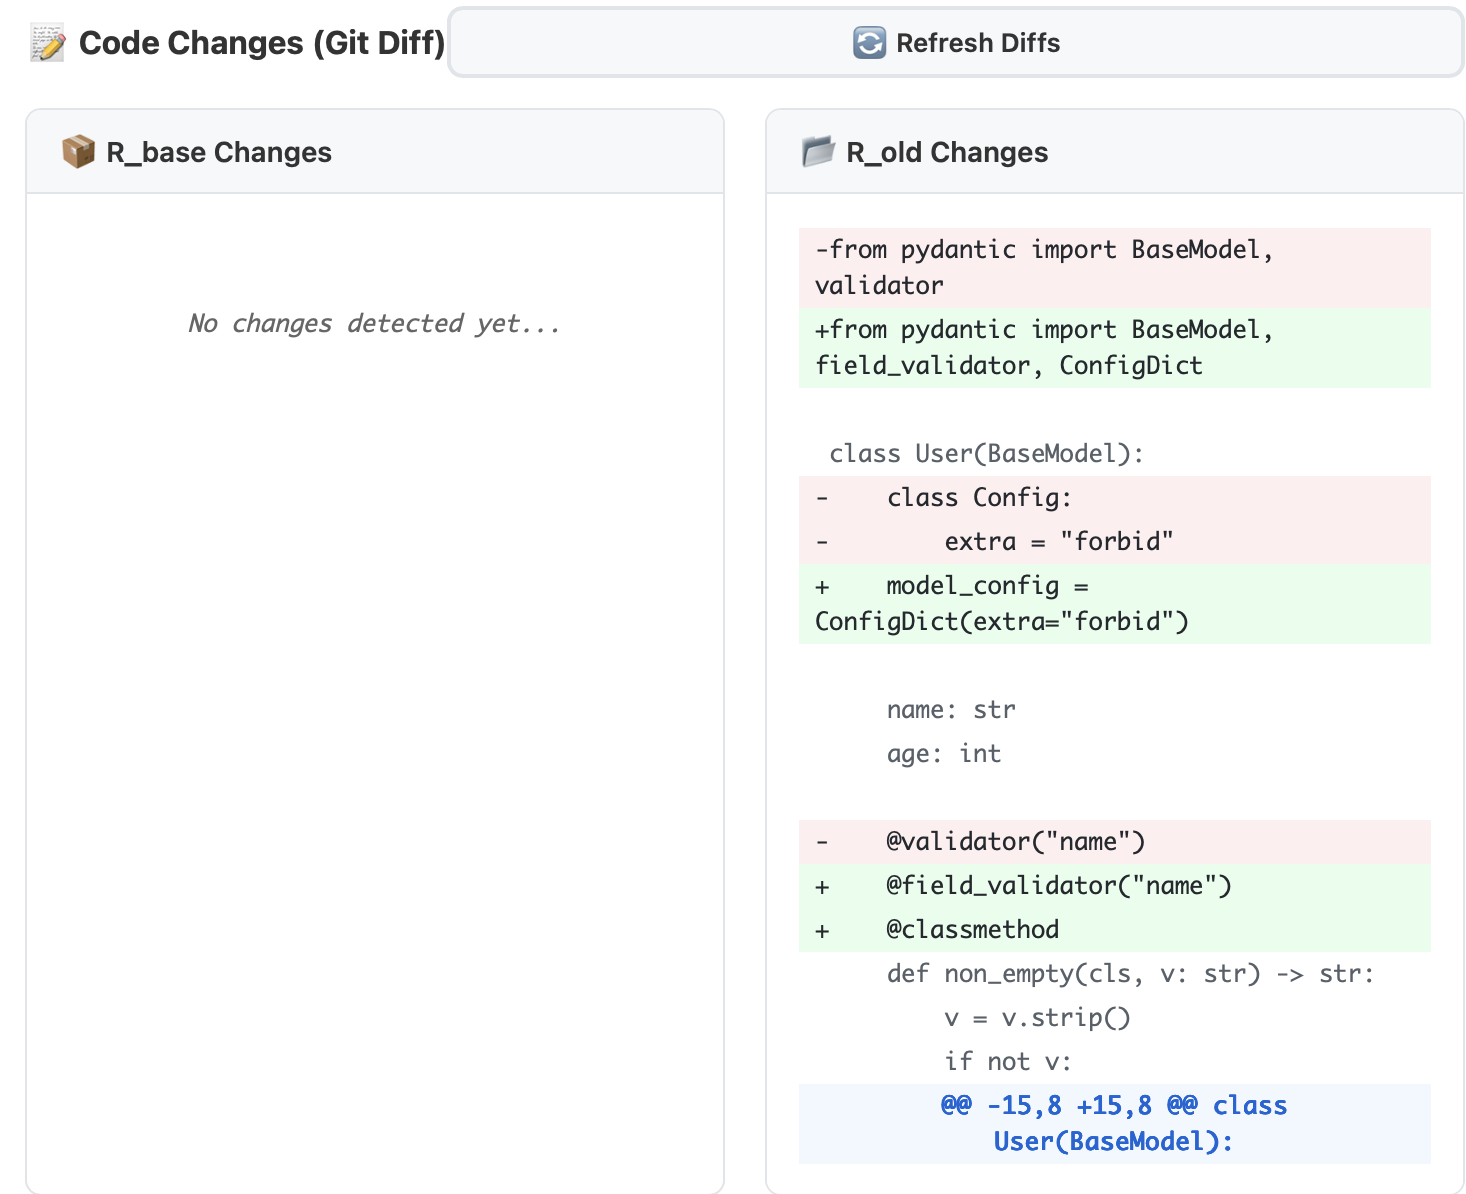 Code Changes (Git Diff)
Refresh Diffs
R_base Changes
No changes detected yet...
R_old Changes
-from pydantic import BaseModel,
validator
+from pydantic import BaseModel,
field_validator, ConfigDict
 class User(BaseModel):
-    class Config:
-        extra = "forbid"
+    model_config =
ConfigDict(extra="forbid")
     name: str
     age: int
-    @validator("name")
+    @field_validator("name")
+    @classmethod
     def non_empty(cls, v: str) -> str:
         v = v.strip()
         if not v:
@@ -15,8 +15,8 @@ class
User(BaseModel):